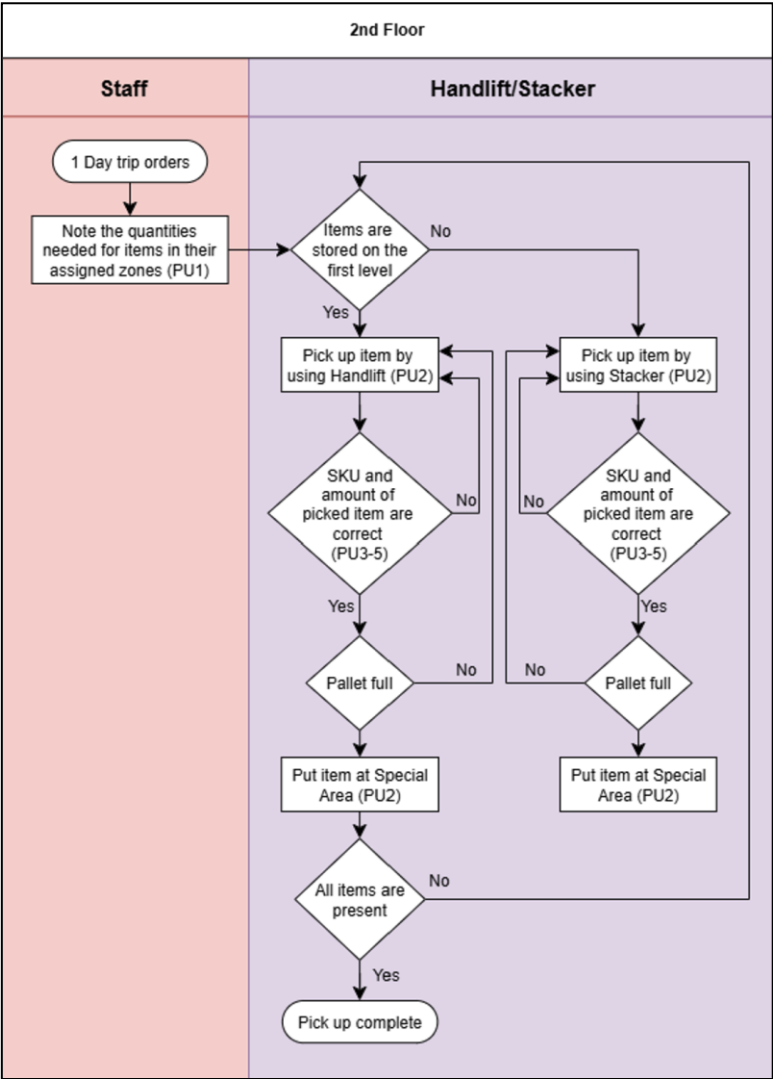 2nd Floor
Staff
Handlift/Stacker
1 Day trip orders
Note the quantities
needed for items in their
assigned zones (PU1)
Items are
stored on the
first level
No
Yes
Pick up item by
using Handlift (PU2)
Pick up item by
using Stacker (PU2)
SKU and
amount of
picked item are
correct
(PU3-5)
No
No
SKU and
amount of
picked item are
correct
(PU3-5)
Yes
Yes
Pallet full
No
No
Pallet full
Put item at Special
Area (PU2)
Put item at Special
Area (PU2)
All items are
present
No
Yes
Pick up complete